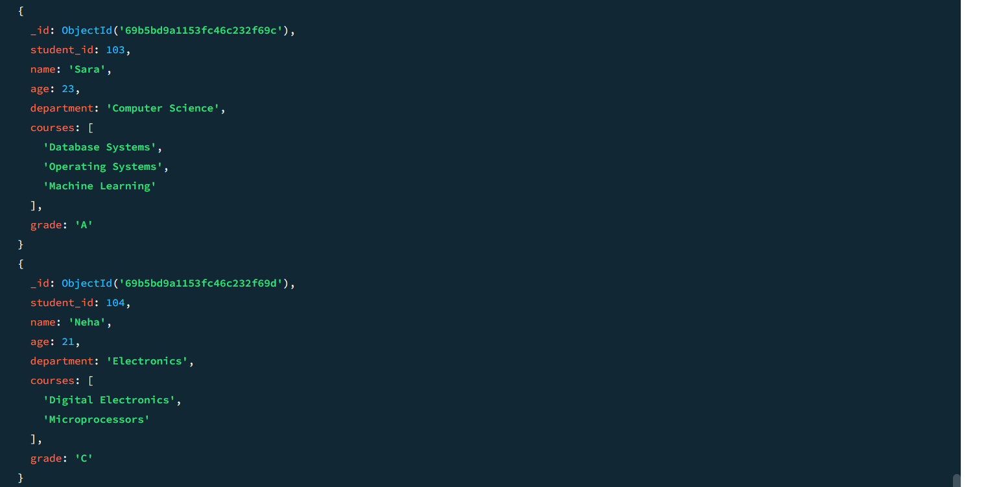 {
_id: ObjectId('69b5bd9a1153fc46c232f69c'),
student_id: 103,
name: 'Sara',
age: 23,
department: 'Computer Science',
courses: [
'Database Systems',
'Operating Systems',
'Machine Learning'
],
grade: 'A'
}
{
_id: ObjectId('69b5bd9a1153fc46c232f69d'),
student_id: 104,
name: 'Neha',
age: 21,
department: 'Electronics',
courses: [
'Digital Electronics',
'Microprocessors'
],
grade: 'C'
}